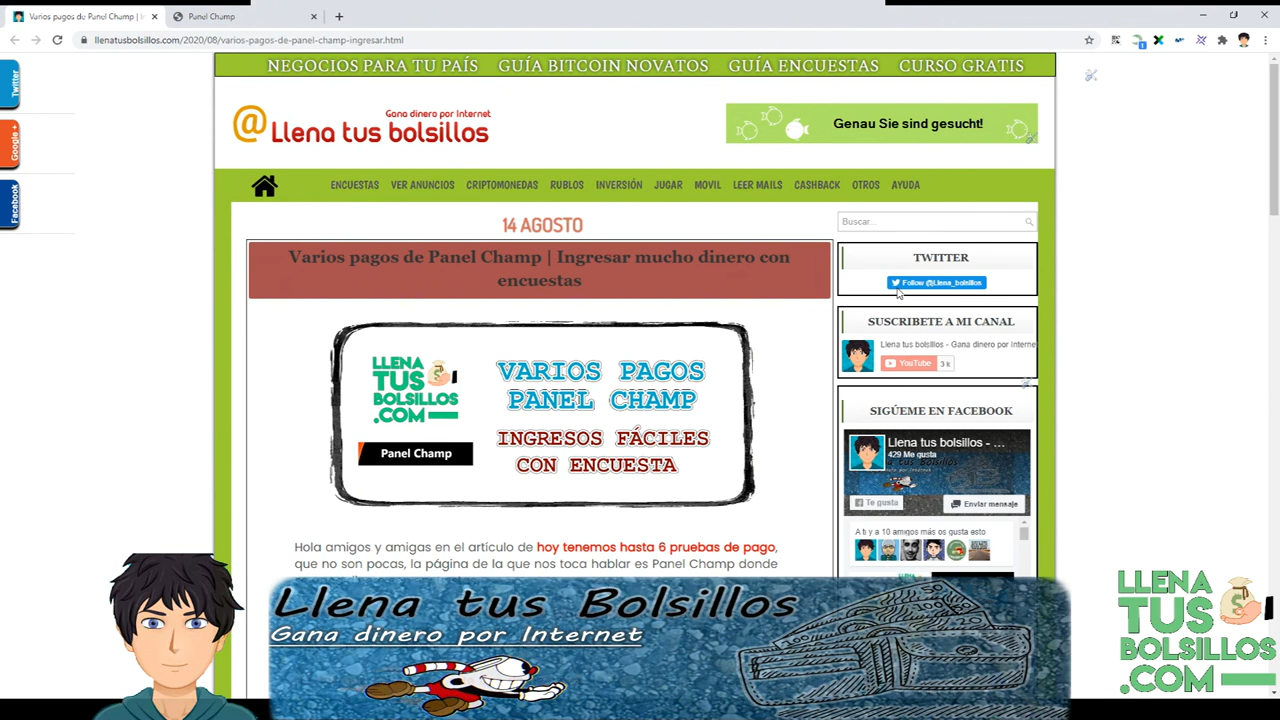 Varios pagos de Panel Champ | I
Panel Champ
llenatusbolsillos.com/2020/08/varios-pagos-de-panel-champ-ingresar.html
Twitter
Google +
Facebook
NEGOCIOS PARA TU PAÍS GUÍA BITCOIN NOVATOS GUÍA ENCUESTAS CURSO GRATIS
Gana dinero por Internet
@Llena tus bolsillos
Genau Sie sind gesucht!
ENCUESTAS VER ANUNCIOS CRIPTOMONEDAS RUBLOS INVERSIÓN JUGAR MOVIL LEER MAILS CASHBACK OTROS AYUDA
14 AGOSTO
Varios pagos de Panel Champ | Ingresar mucho dinero con
encuestas
LLENA
TUS
BOLSILLOS
.COM
Panel Champ
VARIOS PAGOS
PANEL CHAMP
INGRESOS FÁCILES
CON ENCUESTA
Hola amigos y amigas en el artículo de hoy tenemos hasta 6 pruebas de pago,
que no son pocas, la página de la que nos toca hablar es Panel Champ donde
Buscar...
TWITTER
Follow @Llena_bolsillos
SUSCRIBETE A MI CANAL
Llena tus bolsillos - Gana dinero por Interne
YouTube 3 k
SIGÚEME EN FACEBOOK
Llena tus bolsillos - ...
429 Me gusta
Te gusta
Enviar mensaje
A ti y a 10 amigos más os gusta esto
Llena tus Bolsillos
Gana dinero por Internet
LLENA
TUS
BOLSILLOS
.COM